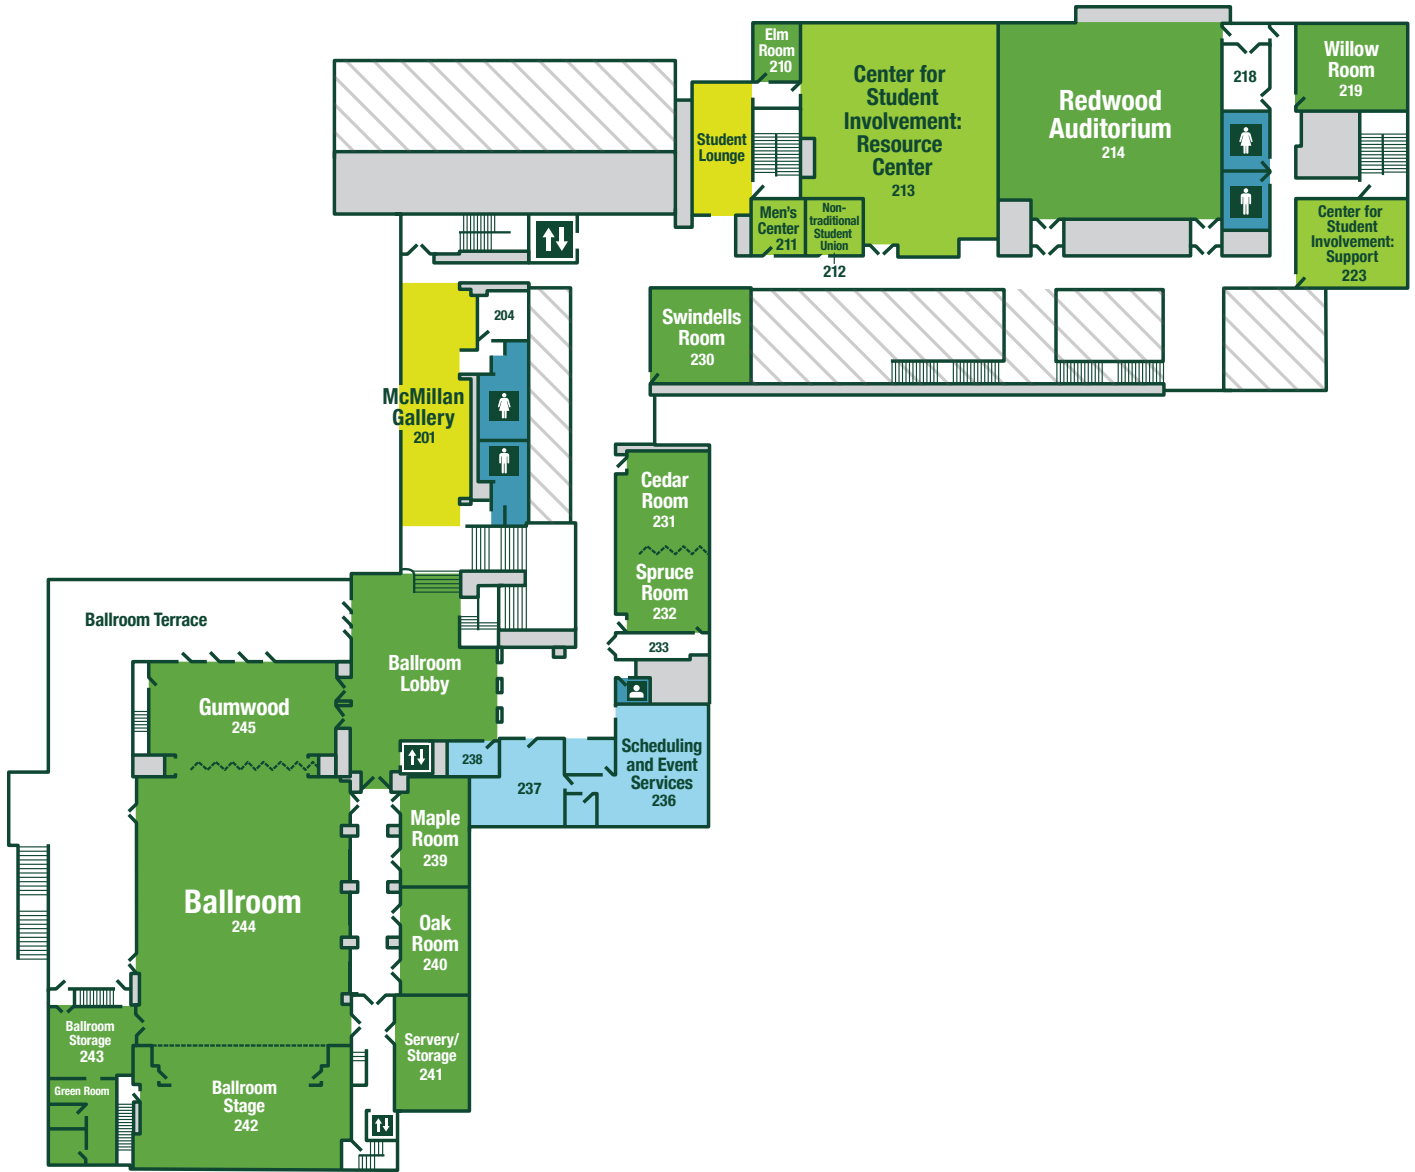 Elm
Room
210
Center for
Student
Involvement:
Resource
Center
213
Redwood
Auditorium
214
218
Willow
Room
219
Student
Lounge
Men's
Center
211
Non-
traditional
Student
Union
212
Center for
Student
Involvement:
Support
223
204
Swindells
Room
230
McMillan
Gallery
201
Cedar
Room
231
Spruce
Room
232
233
Ballroom Terrace
Ballroom
Lobby
Gumwood
245
238
237
Scheduling
and Event
Services
236
Maple
Room
239
Ballroom
244
Oak
Room
240
Ballroom
Storage
243
Servery/
Storage
241
Green Room
Ballroom
Stage
242